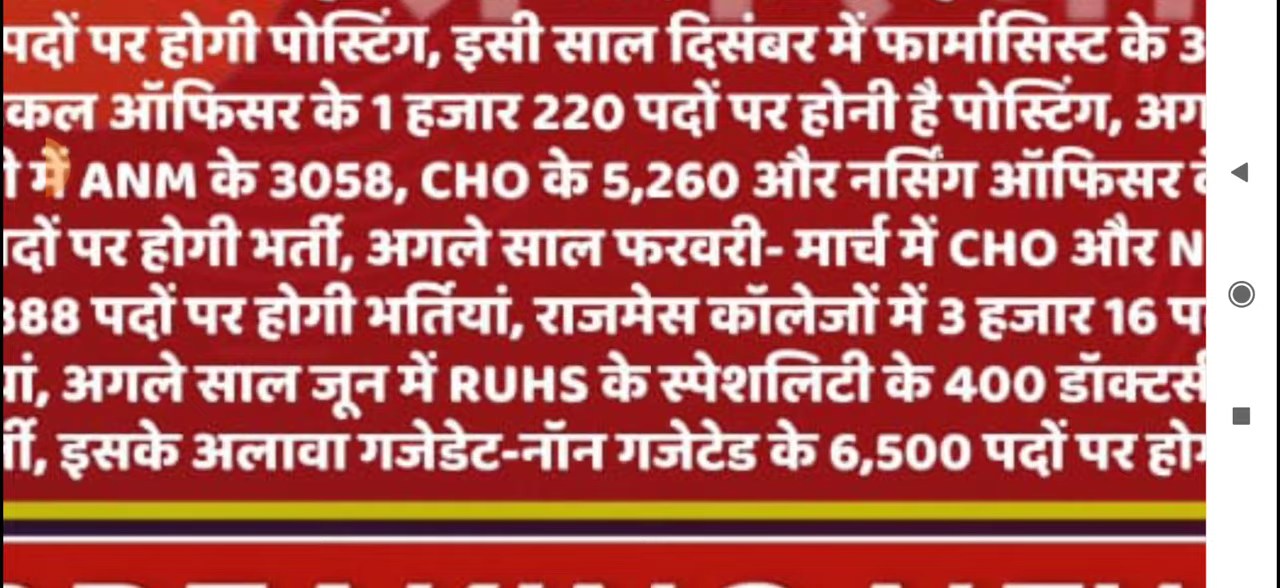 पदों पर होगी पोस्टिंग, इसी साल दिसंबर में फार्मासिस्ट के 3
कल ऑफिसर के 1 हजार 220 पदों पर होनी है पोस्टिंग, अग
में ANM के 3058, CHO के 5,260 और नर्सिंग ऑफिसर
दों पर होगी भर्ती, अगले साल फरवरी- मार्च में CHO और N
388 पदों पर होगी भर्तियां, राजमेस कॉलेजों में 3 हजार 16 प
ां, अगले साल जून में RUHS के स्पेशलिटी के 400 डॉक्टर्स
र्ती, इसके अलावा गजेडेट-नॉन गजेटेड के 6,500 पदों पर हो